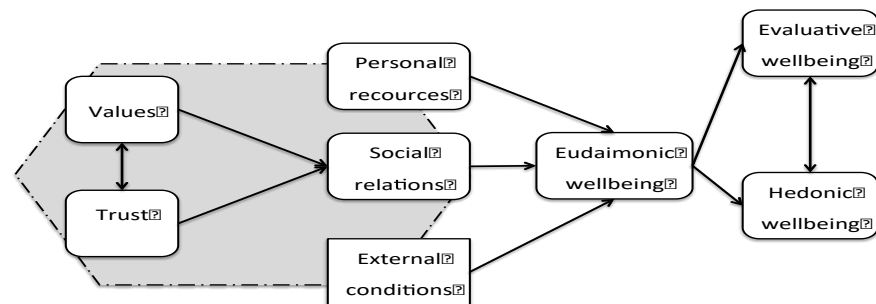 Values
Trust
Personal
recources
Social
relations
External
conditions
Eudaimonic
wellbeing
Evaluative
wellbeing
Hedonic
wellbeing